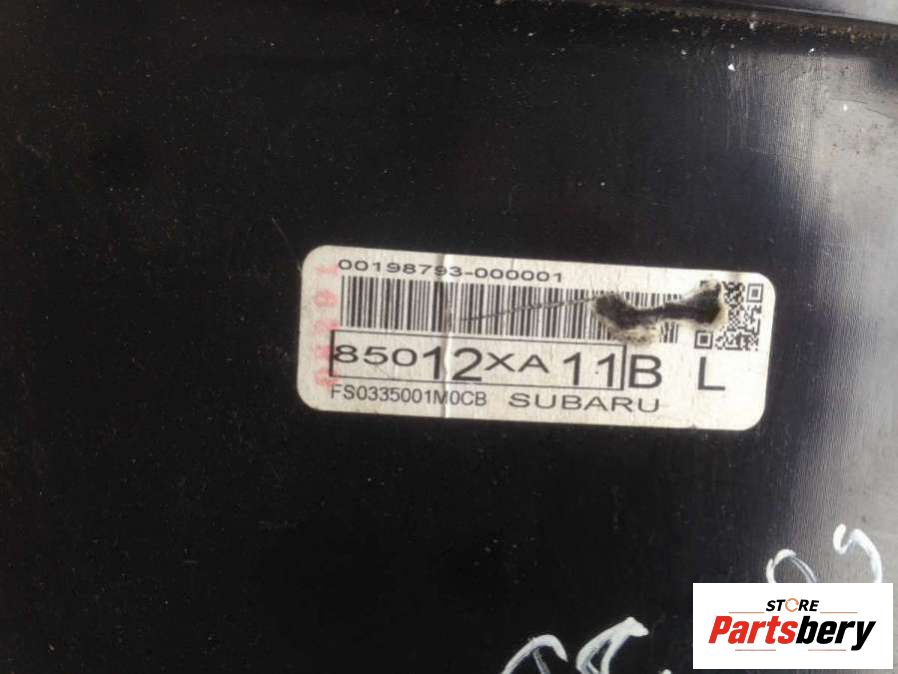 00198793-000001
85012XA11B L
FS0335001M0CB SUBARU
STORE
Partsbery